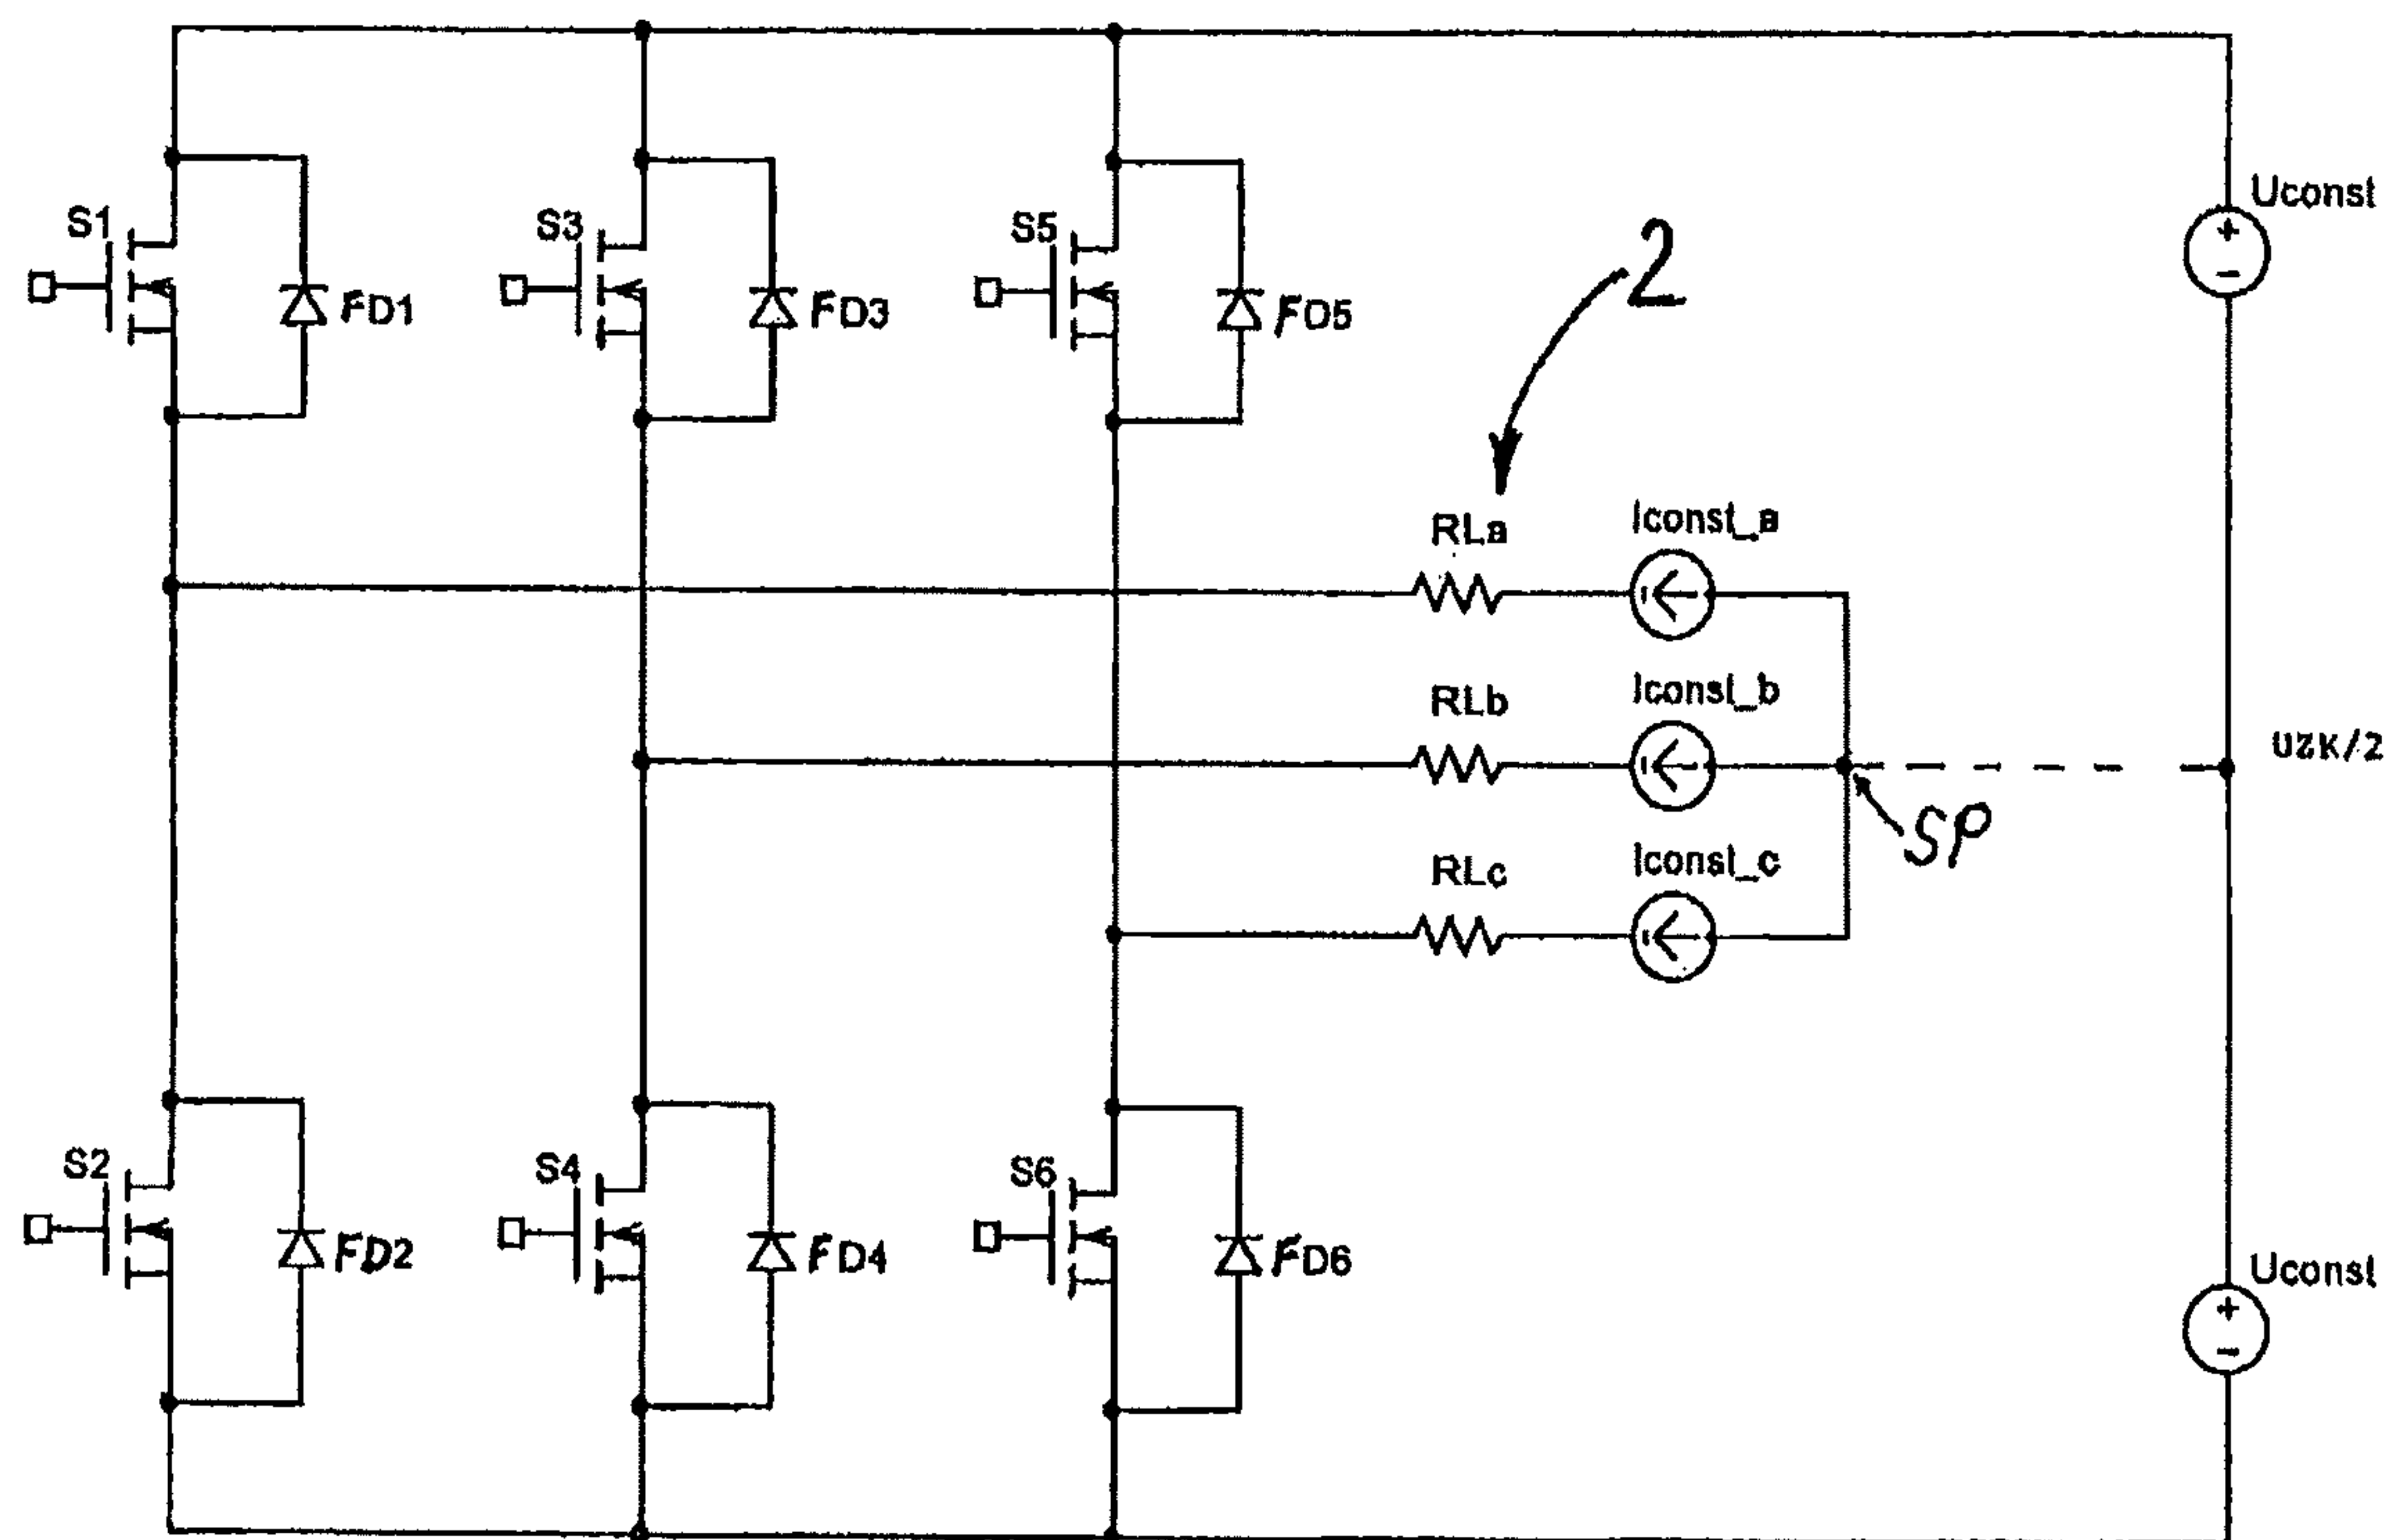 Uconst
S1
S3
S5
2
FD1
FD3
FD5
RLa
Iconst_a
RLb
Iconst_b
UZK/2
SP
RLc
Iconst_c
S2
S4
S6
FD2
FD4
FD6
Uconst